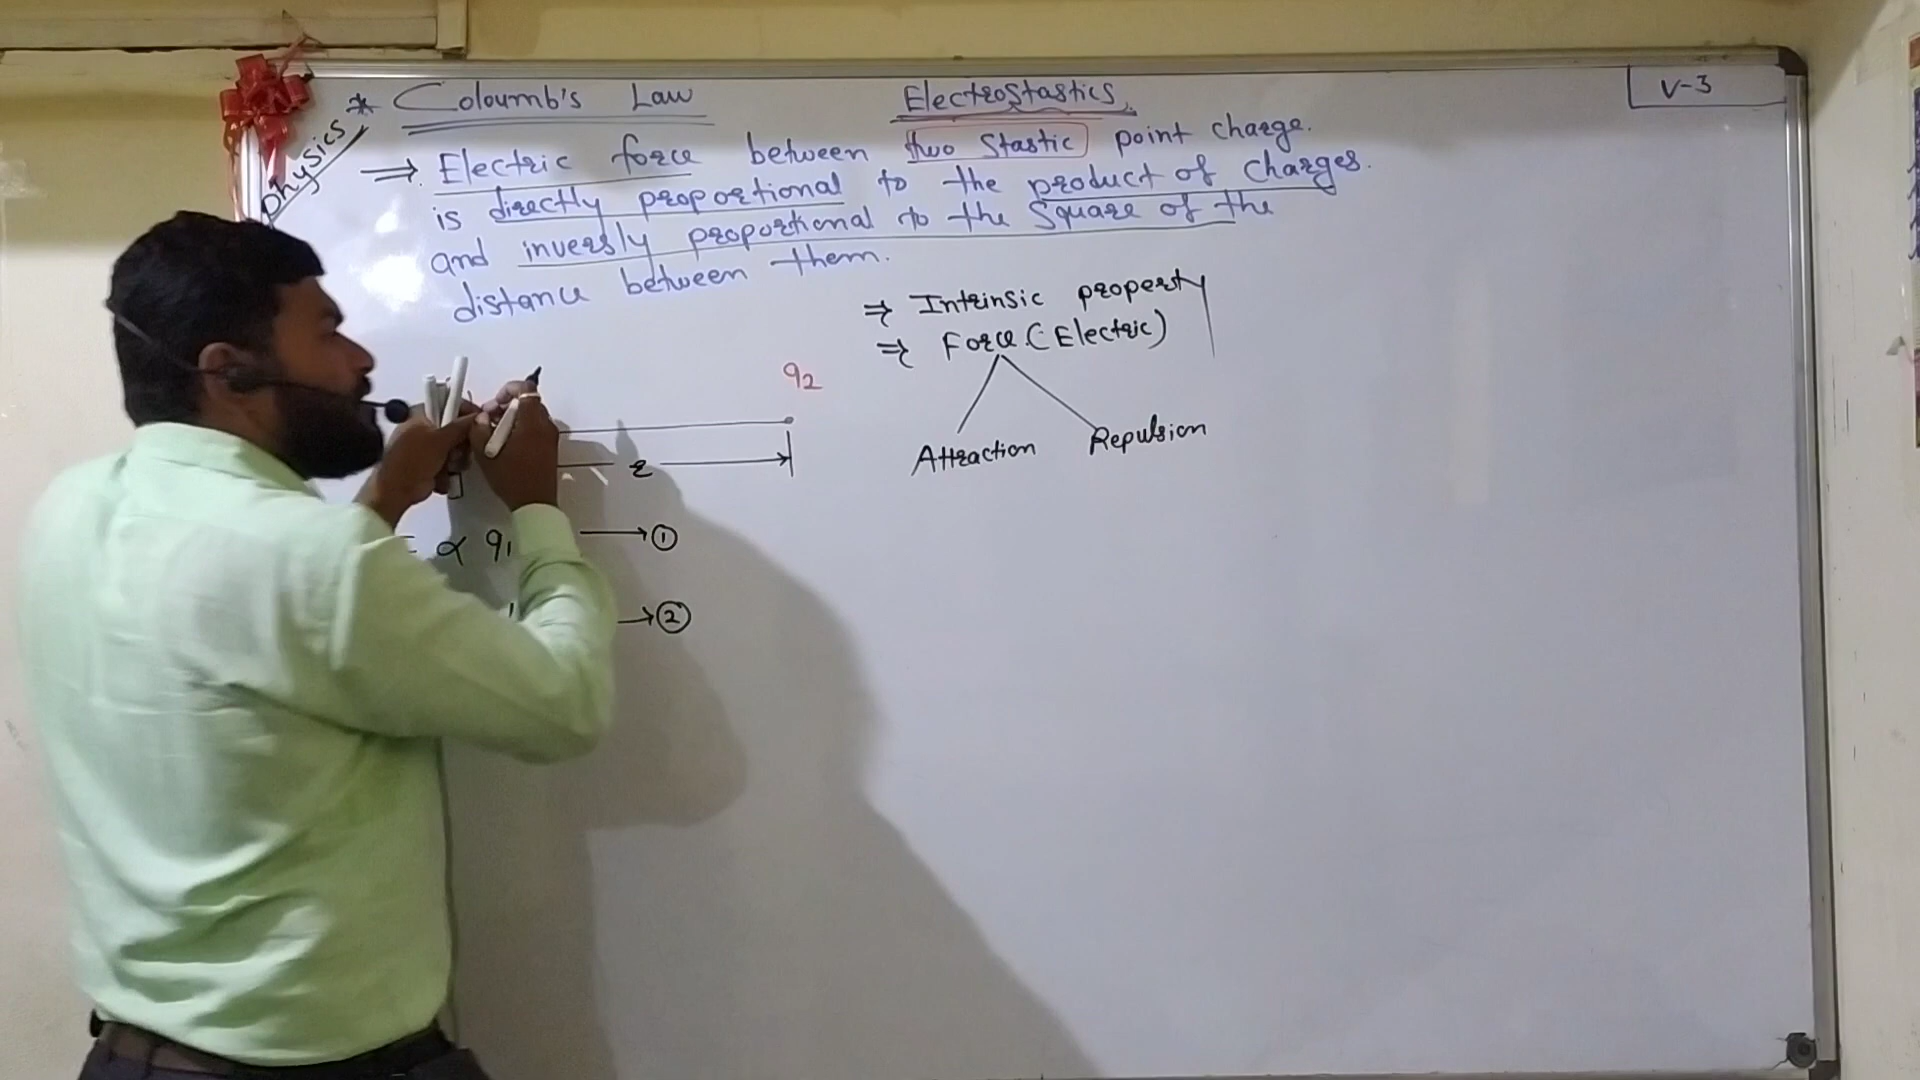 Physics
* Coloumb's Law
Electrostastics
V-3
⇒ Electric force between two stastic point charge.
is directly proportional to the product of charges.
and inversly proportional to the square of the
distance between them.
⇒ Intrinsic property
⇒ Force (Electric)
Attraction Repulsion
q2
r
∝ q1 → ①
1 → ②